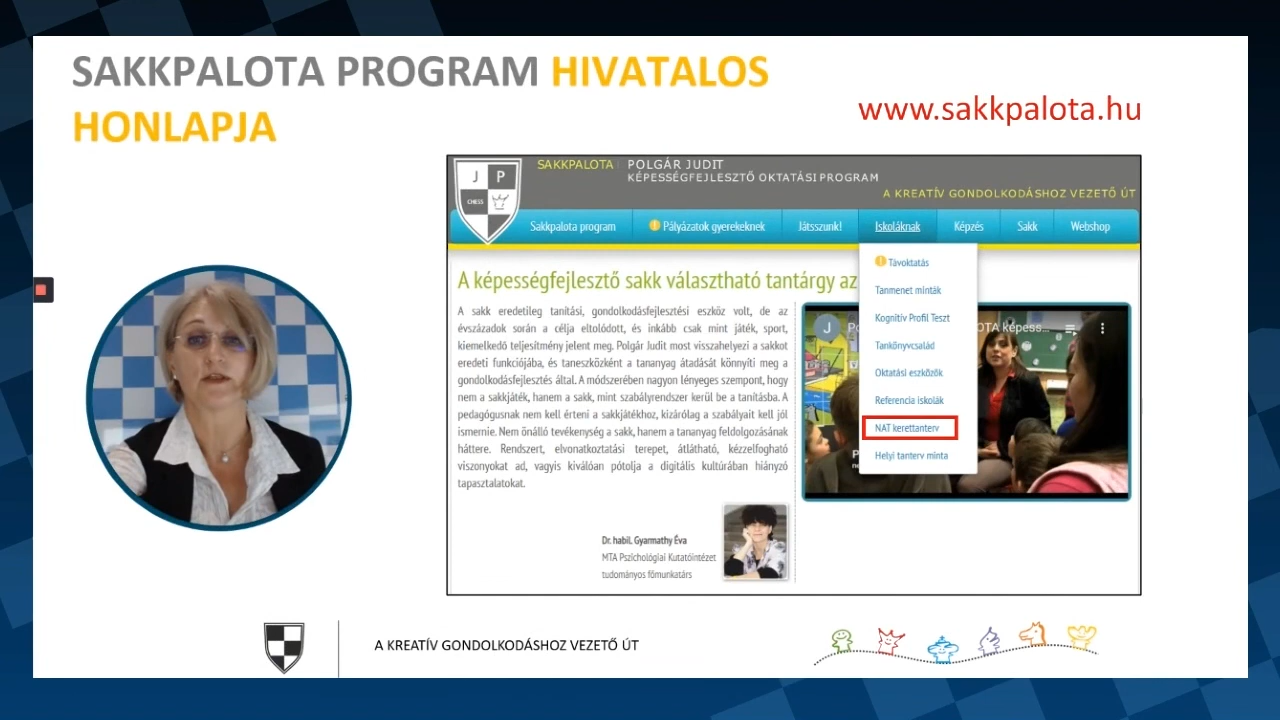 SAKKPALOTA PROGRAM HIVATALOS
HONLAPJA
www.sakkpalota.hu
J P
CHESS
SAKKPALOTA
POLGÁR JUDIT
KÉPESSÉGFEJLESZTŐ OKTATÁSI PROGRAM
A KREATÍV GONDOLKODÁSHOZ VEZETŐ ÚT
Sakkpalota program
Pályázatok gyerekeknek
Játsszunk!
Iskoláknak
Képzés
Sakk
Webshop
Távoktatás
Tanmenet minták
Kognitív Profil Teszt
Tankönyvcsalád
Oktatási eszközök
Referencia iskolák
NAT kerettanterv
Helyi tanterv minta
A képességfejlesztő sakk választható tantárgy az
A sakk eredetileg tanítási, gondolkodásfejlesztési eszköz volt, de az
évszázadok során a célja eltolódott, és inkább csak mint játék, sport,
kiemelkedő teljesítmény jelent meg. Polgár Judit most visszahelyezi a sakkot
eredeti funkciójába, és taneszközként a tananyag átadását könnyíti meg a
gondolkodásfejlesztés által. A módszerében nagyon lényeges szempont, hogy
nem a sakkjáték, hanem a sakk, mint szabályrendszer kerül be a tanításba. A
pedagógusnak nem kell érteni a sakkjátékhoz, kizárólag a szabályait kell jól
ismernie. Nem önálló tevékenység a sakk, hanem a tananyag feldolgozásának
háttere. Rendszert, elvonatkoztatási terepet, átlátható, kézzelfogható
viszonyokat ad, vagyis kiválóan pótolja a digitális kultúrában hiányzó
tapasztalatokat.
J
Po
LOTA képess...
Dr. habil. Gyarmathy Éva
MTA Pszichológiai Kutatóintézet
tudományos főmunkatárs
A KREATÍV GONDOLKODÁSHOZ VEZETŐ ÚT